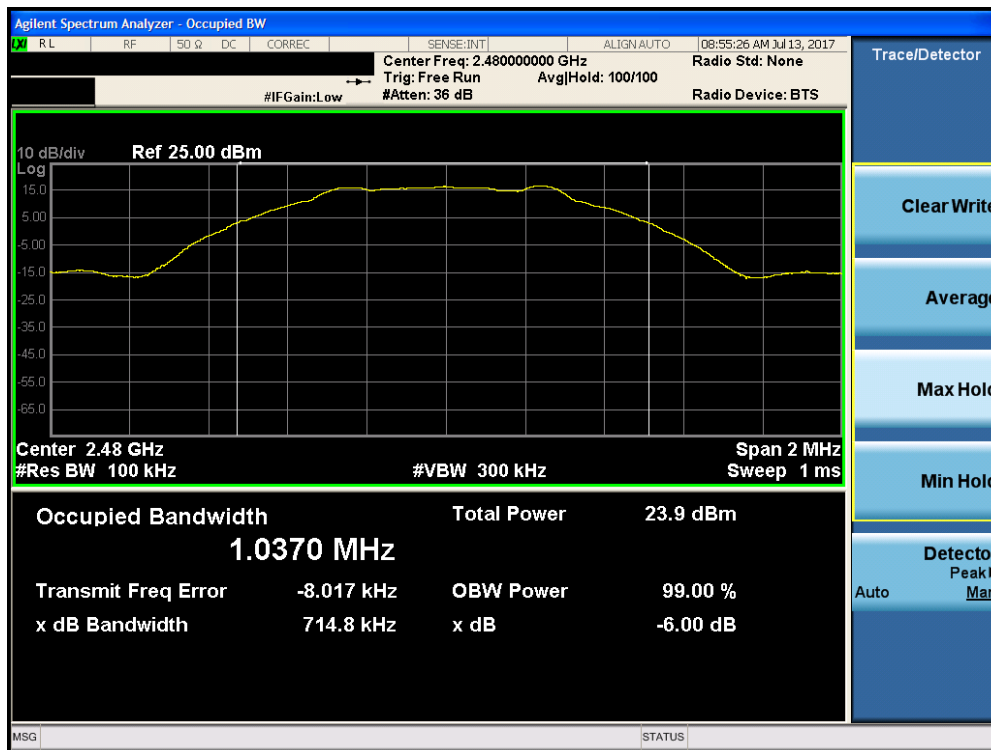 Agilent Spectrum Analyzer - Occupied BW
LXI RL RF 50 Ω DC CORREC SENSE:INT ALIGN AUTO 08:55:26 AM Jul 13, 2017
Center Freq: 2.480000000 GHz Radio Std: None
Trig: Free Run Avg|Hold: 100/100
#IFGain:Low #Atten: 36 dB Radio Device: BTS
Trace/Detector
10 dB/div Ref 25.00 dBm
Log
15.0
5.00
-5.00
-15.0
-25.0
-35.0
-45.0
-55.0
-65.0
Center 2.48 GHz Span 2 MHz
#Res BW 100 kHz #VBW 300 kHz Sweep 1 ms
Occupied Bandwidth Total Power 23.9 dBm
1.0370 MHz
Transmit Freq Error -8.017 kHz OBW Power 99.00 %
x dB Bandwidth 714.8 kHz x dB -6.00 dB
Clear Write
Average
Max Hold
Min Hold
Detecto
Peak
Auto Man
MSG STATUS